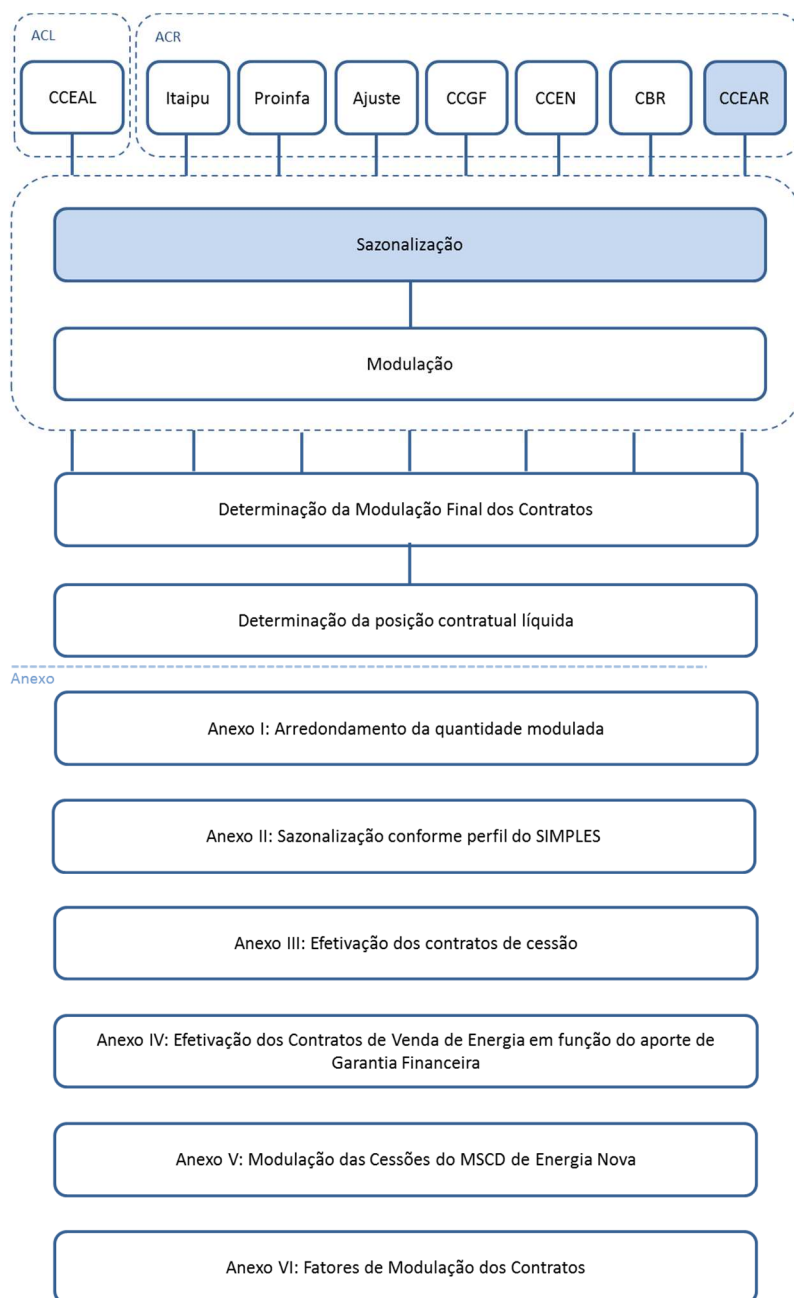 ACL
ACR
CCEAL
Itaipu
Proinfa
Ajuste
CCGF
CCEN
CBR
CCEAR
Sazonalização
Modulação
Determinação da Modulação Final dos Contratos
Determinação da posição contratual líquida
Anexo
Anexo I: Arredondamento da quantidade modulada
Anexo II: Sazonalização conforme perfil do SIMPLES
Anexo III: Efetivação dos contratos de cessão
Anexo IV: Efetivação dos Contratos de Venda de Energia em função do aporte de
Garantia Financeira
Anexo V: Modulação das Cessões do MSCD de Energia Nova
Anexo VI: Fatores de Modulação dos Contratos